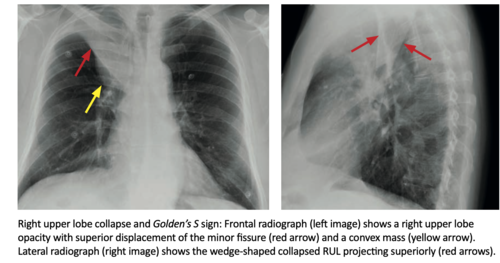 Right upper lobe collapse and Golden's S sign: Frontal radiograph (left image) shows a right upper lobe
opacity with superior displacement of the minor fissure (red arrow) and a convex mass (yellow arrow).
Lateral radiograph (right image) shows the wedge-shaped collapsed RUL projecting superiorly (red arrows).